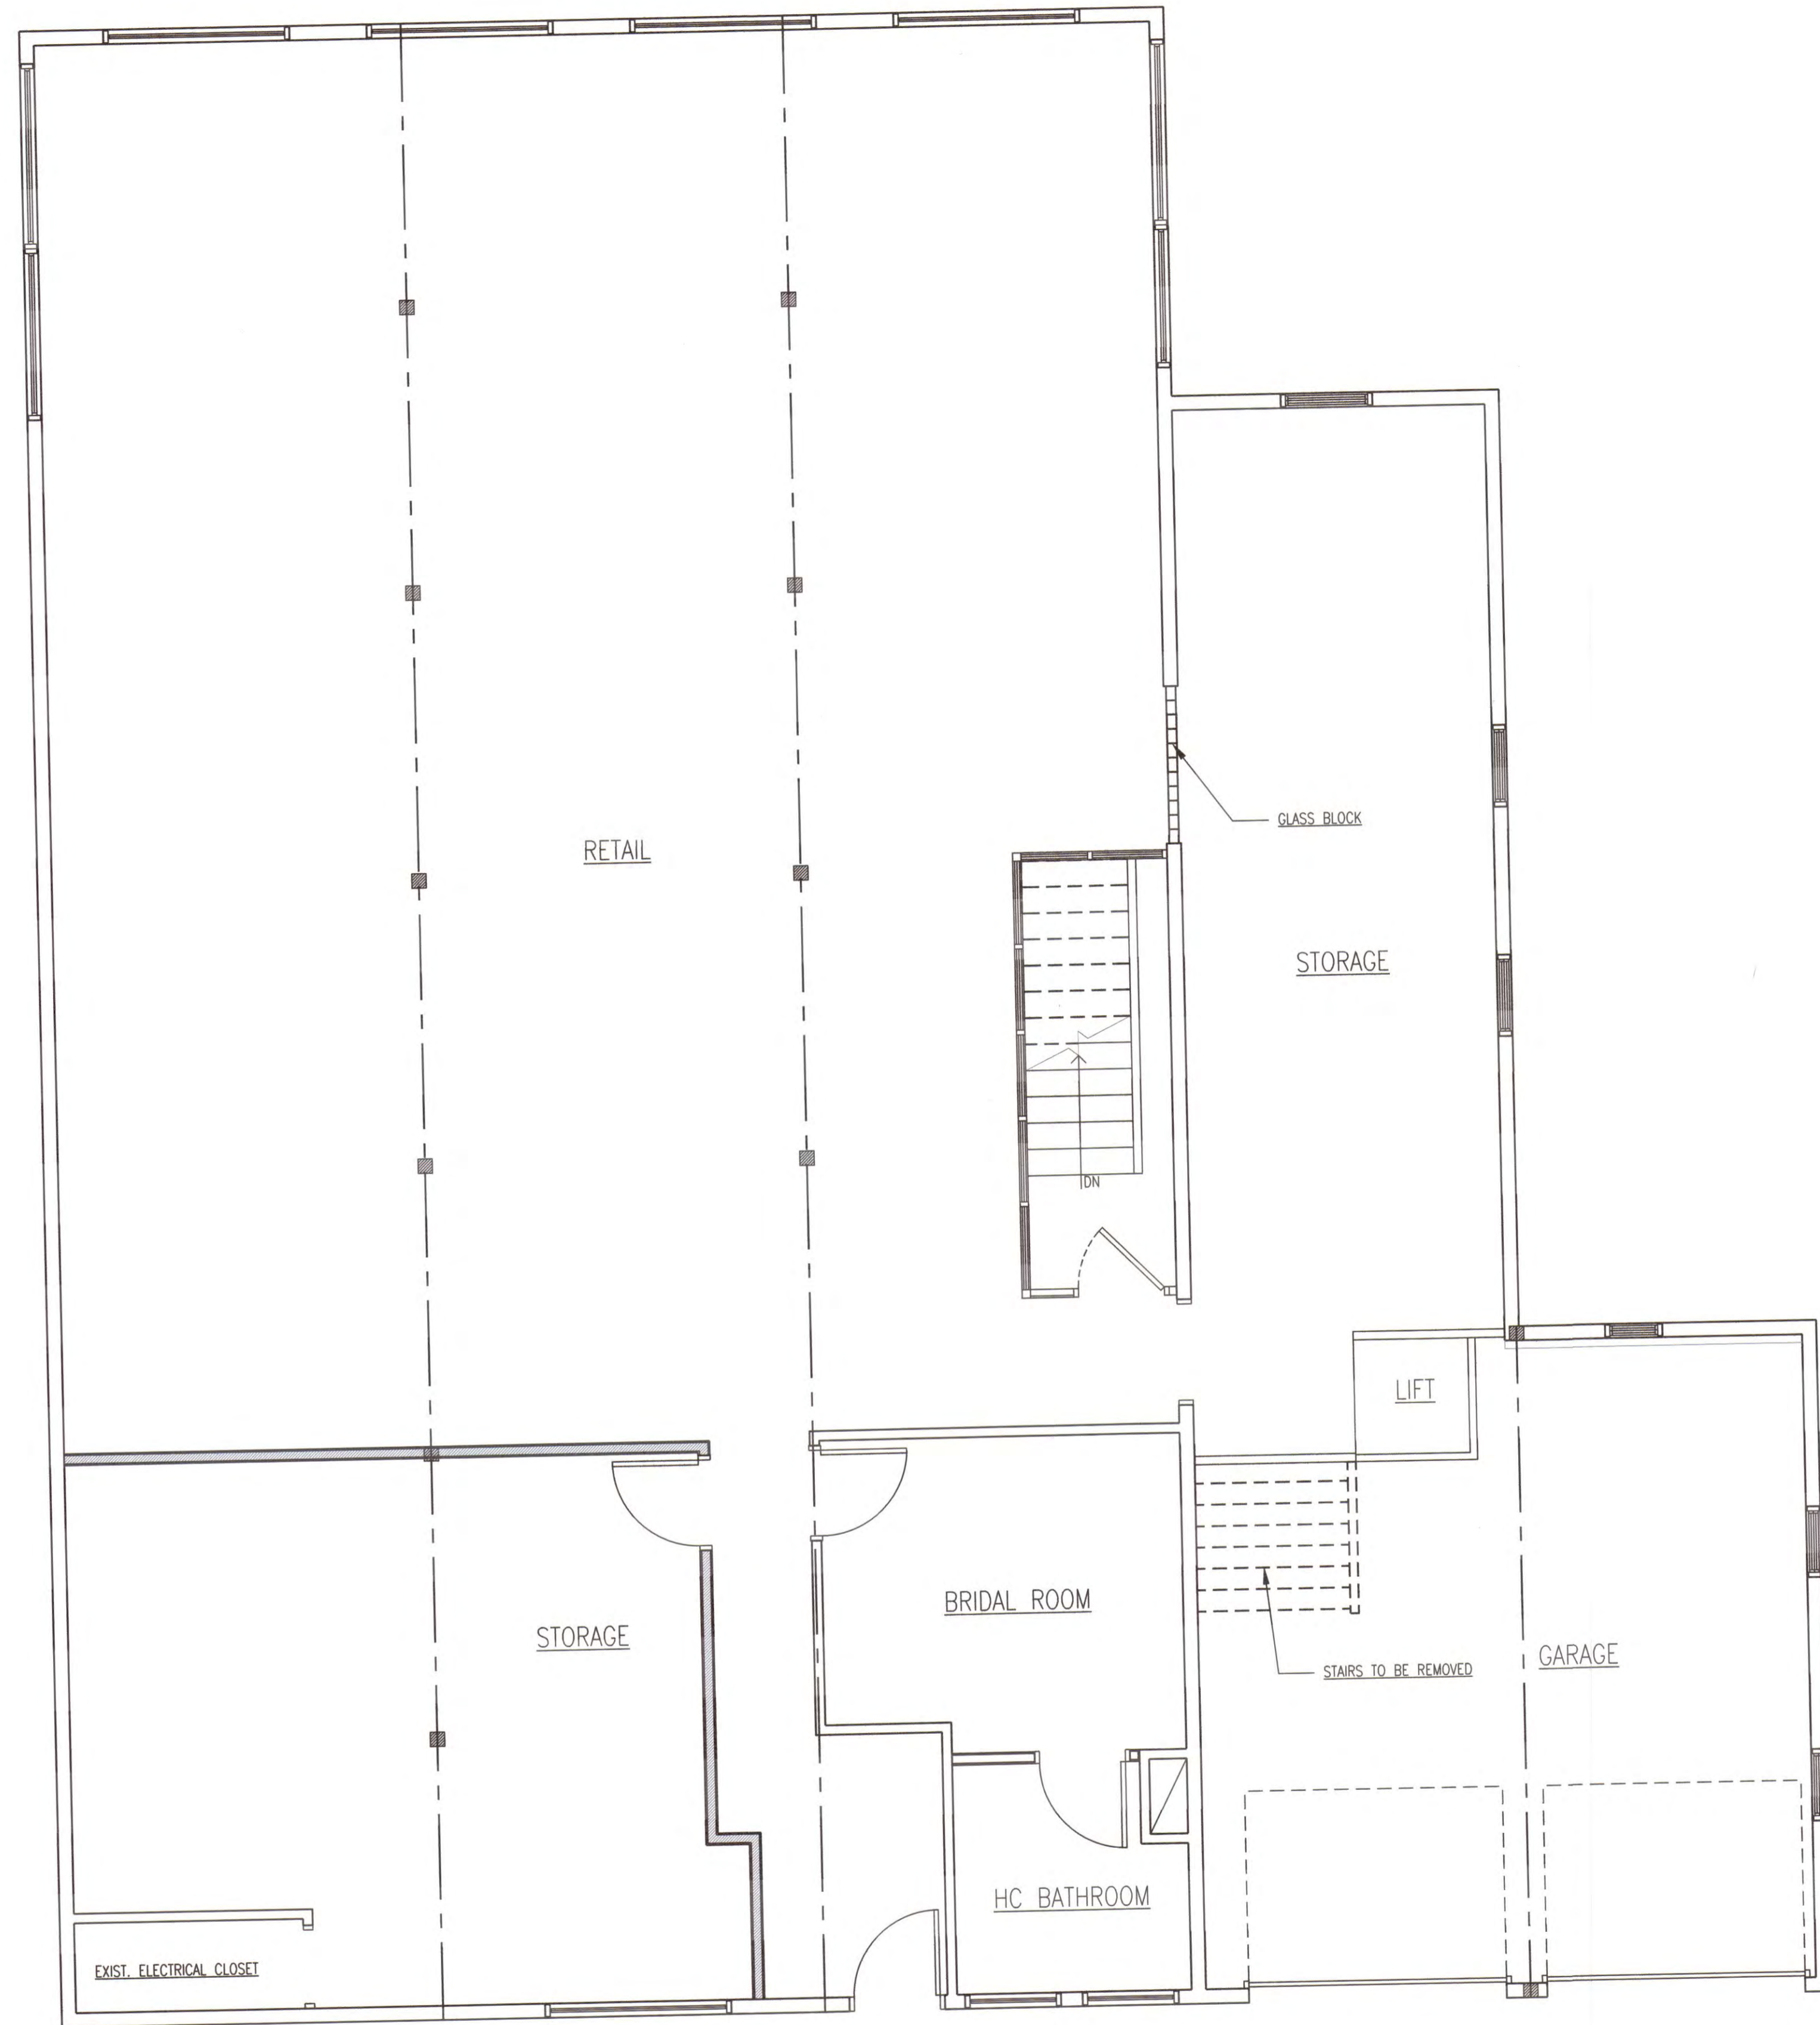 RETAIL
GLASS BLOCK
STORAGE
DN
LIFT
BRIDAL ROOM
STORAGE
GARAGE
STAIRS TO BE REMOVED
HC BATHROOM
EXIST. ELECTRICAL CLOSET